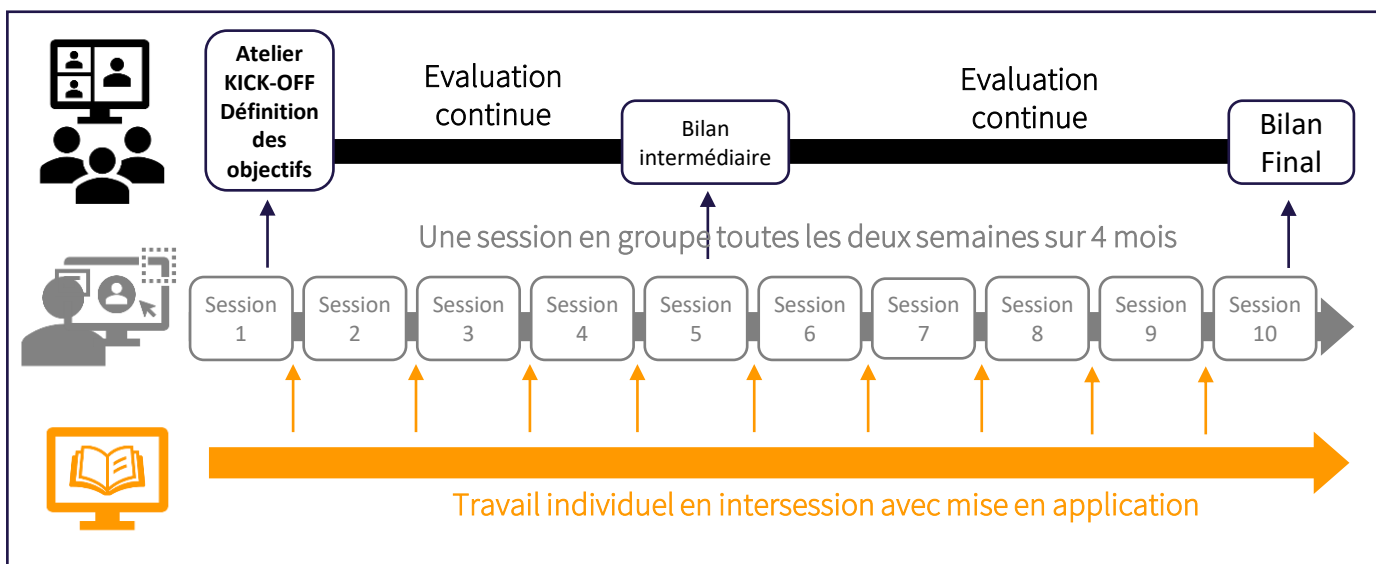 Atelier
KICK-OFF
Définition
des
objectifs
Evaluation
continue
Bilan
intermédiaire
Evaluation
continue
Bilan
Final
Une session en groupe toutes les deux semaines sur 4 mois
Session
1
Session
2
Session
3
Session
4
Session
5
Session
6
Session
7
Session
8
Session
9
Session
10
Travail individuel en intersession avec mise en application